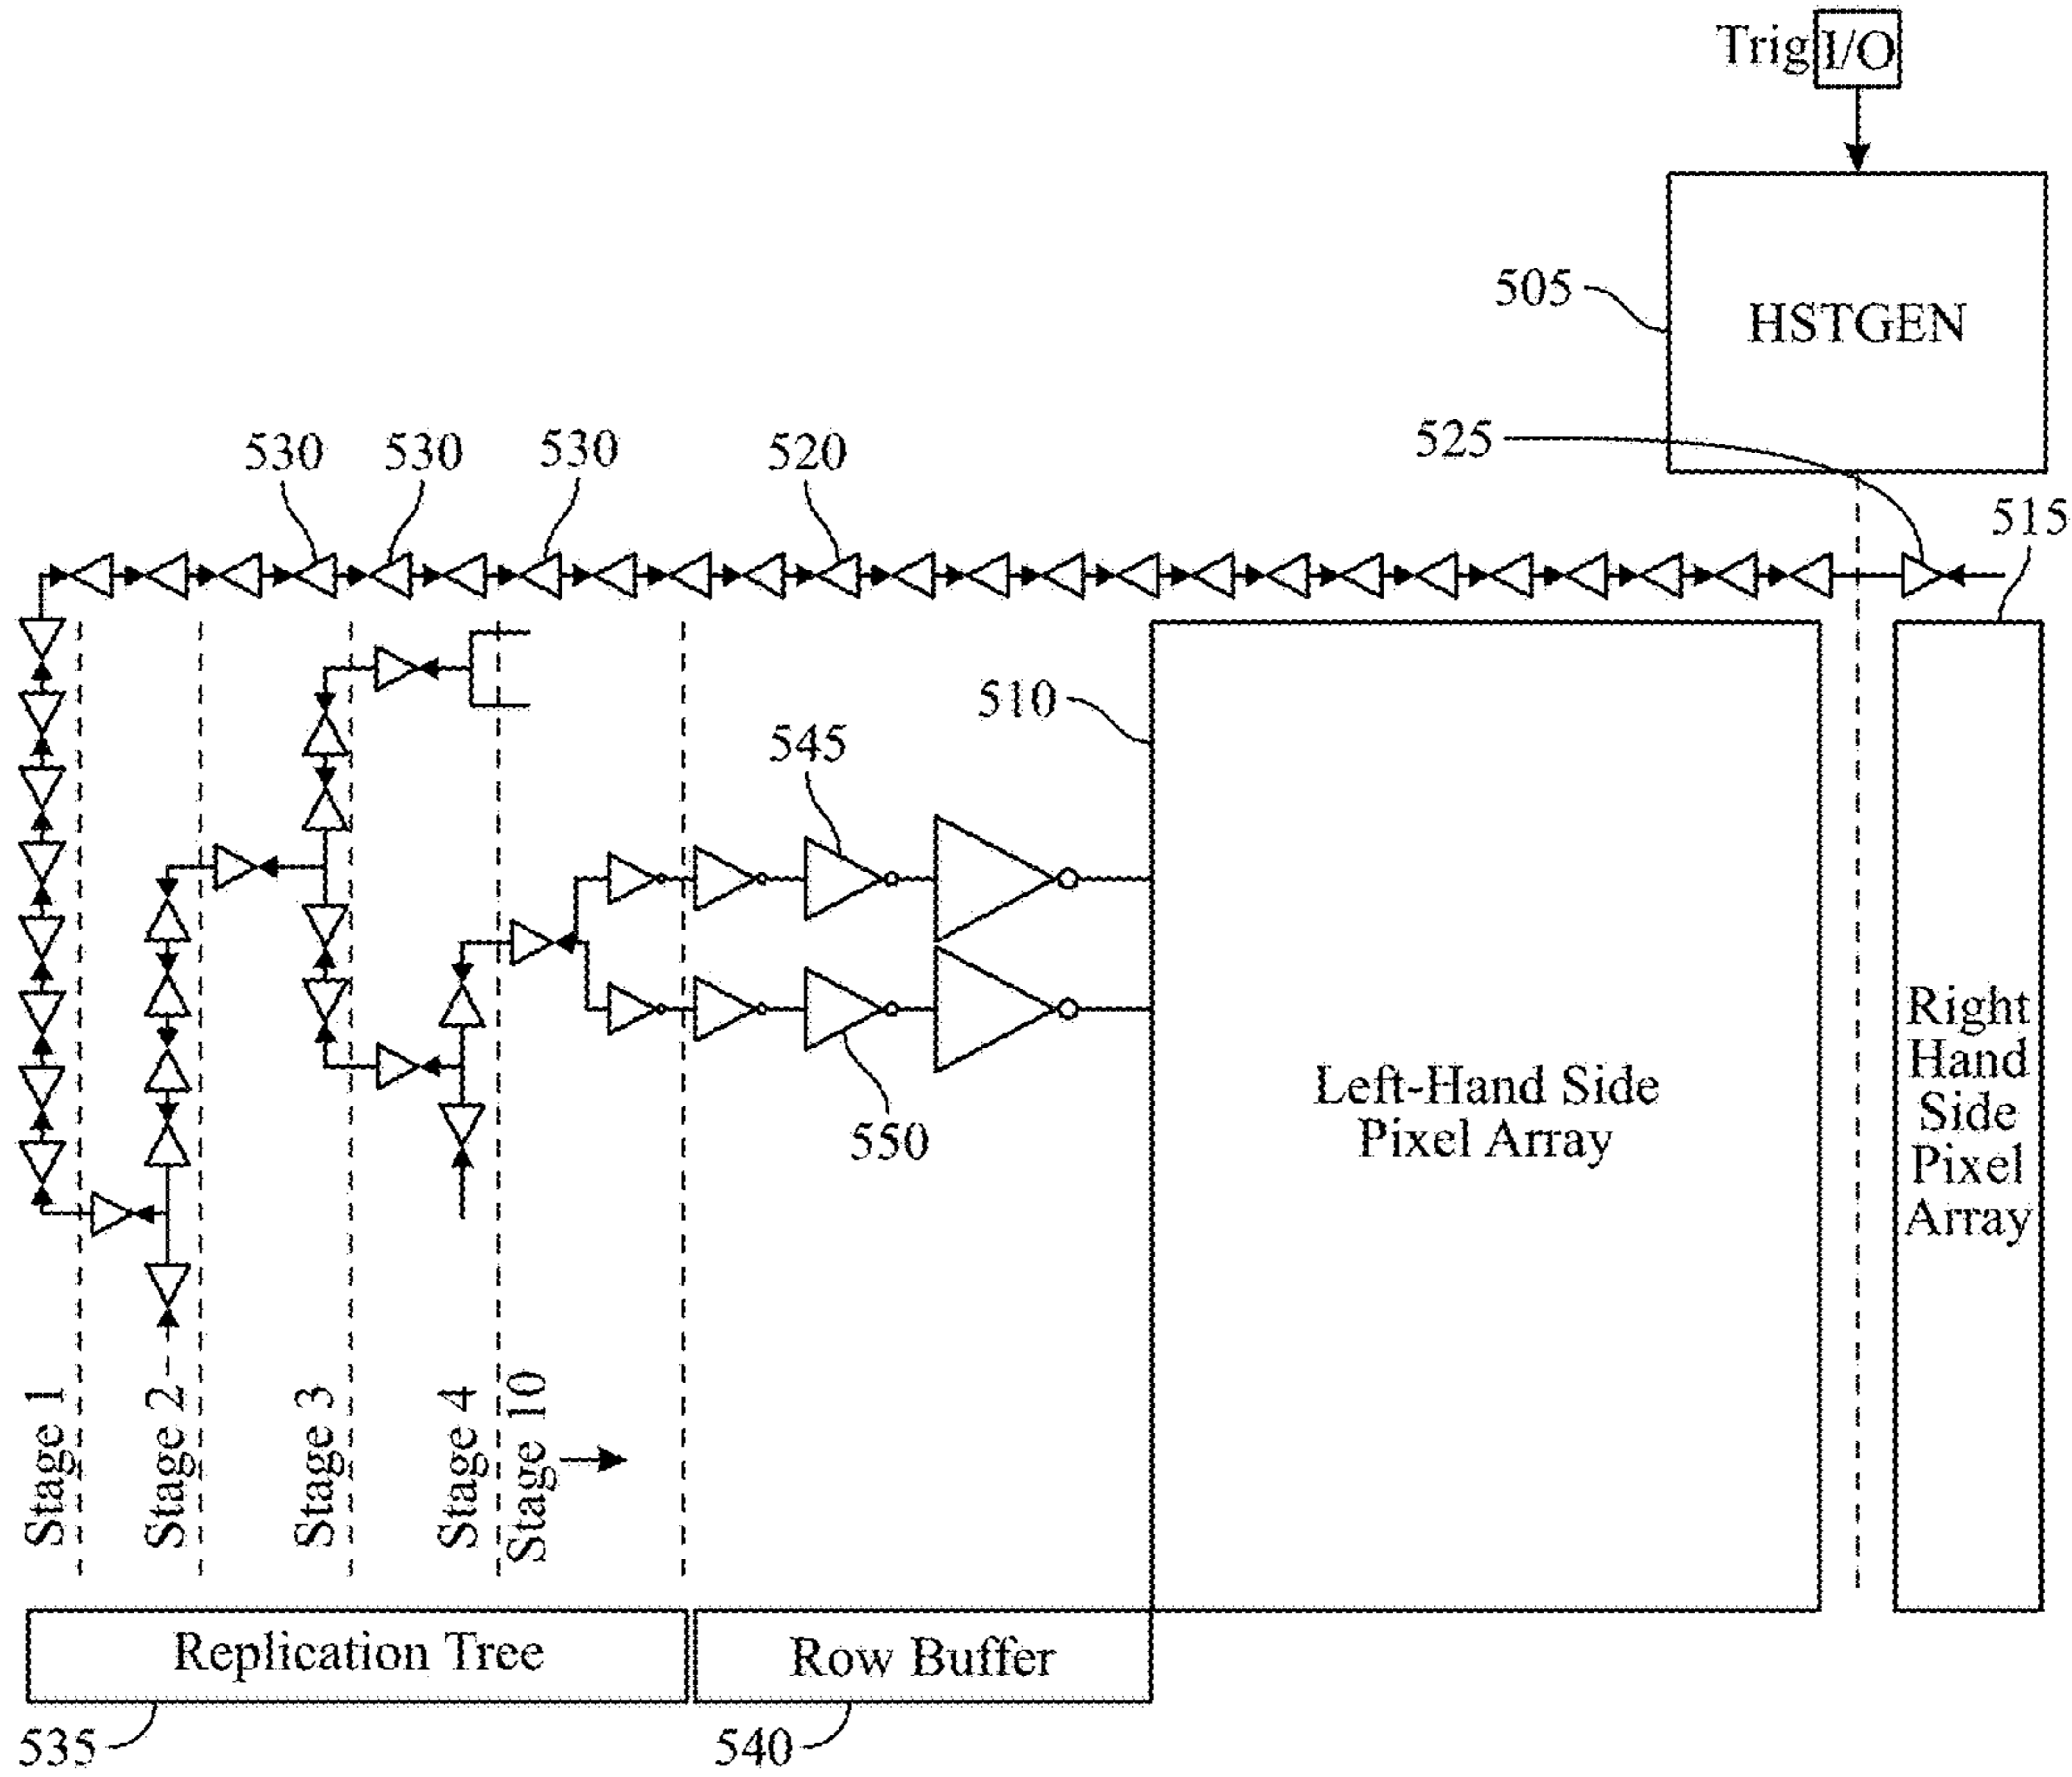 Trig I/O
505
HSTGEN
525
530
530
530
520
515
510
545
550
Left-Hand Side
Pixel Array
Right
Hand
Side
Pixel
Array
Stage 1
Stage 2
Stage 3
Stage 4
Stage 10
Replication Tree
Row Buffer
535
540